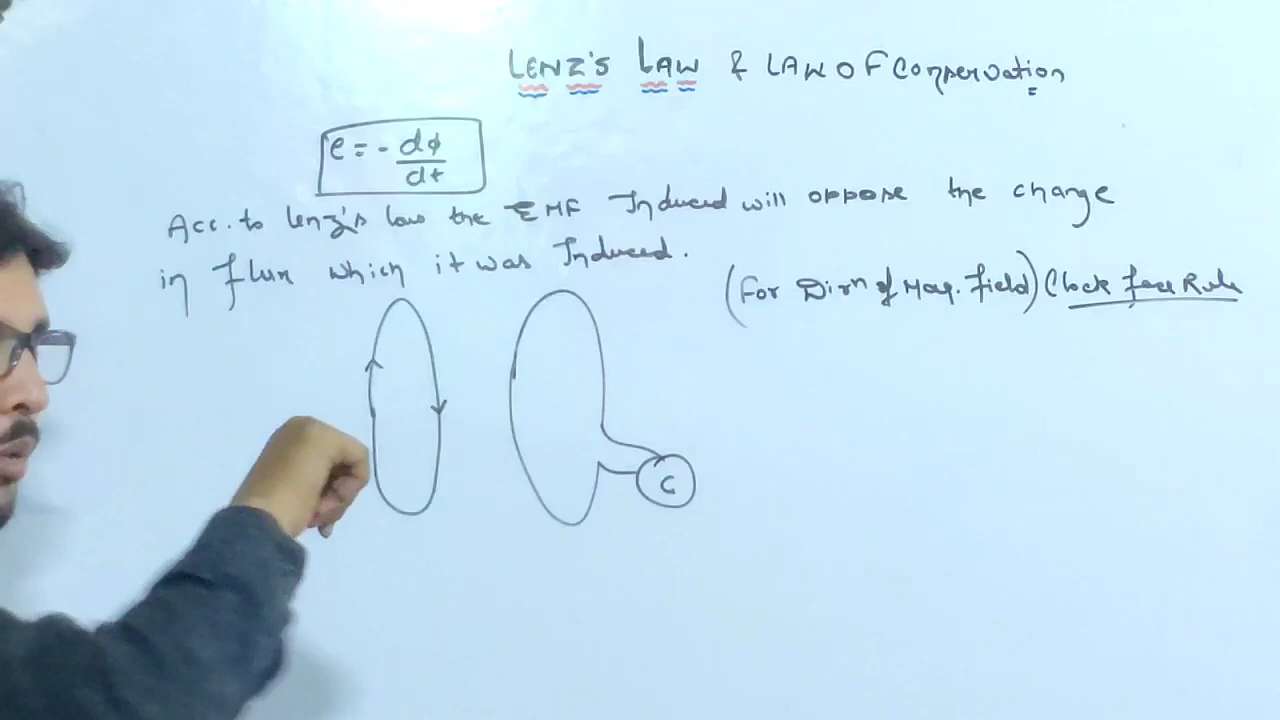 LENZ'S LAW & LAW OF Conservation
e = - dϕ/dt
Acc. to Lenz's law the EMF Induced will oppose the change
in flux which it was Induced.
(For Dirn of Mag. field) Clock face Rule
G